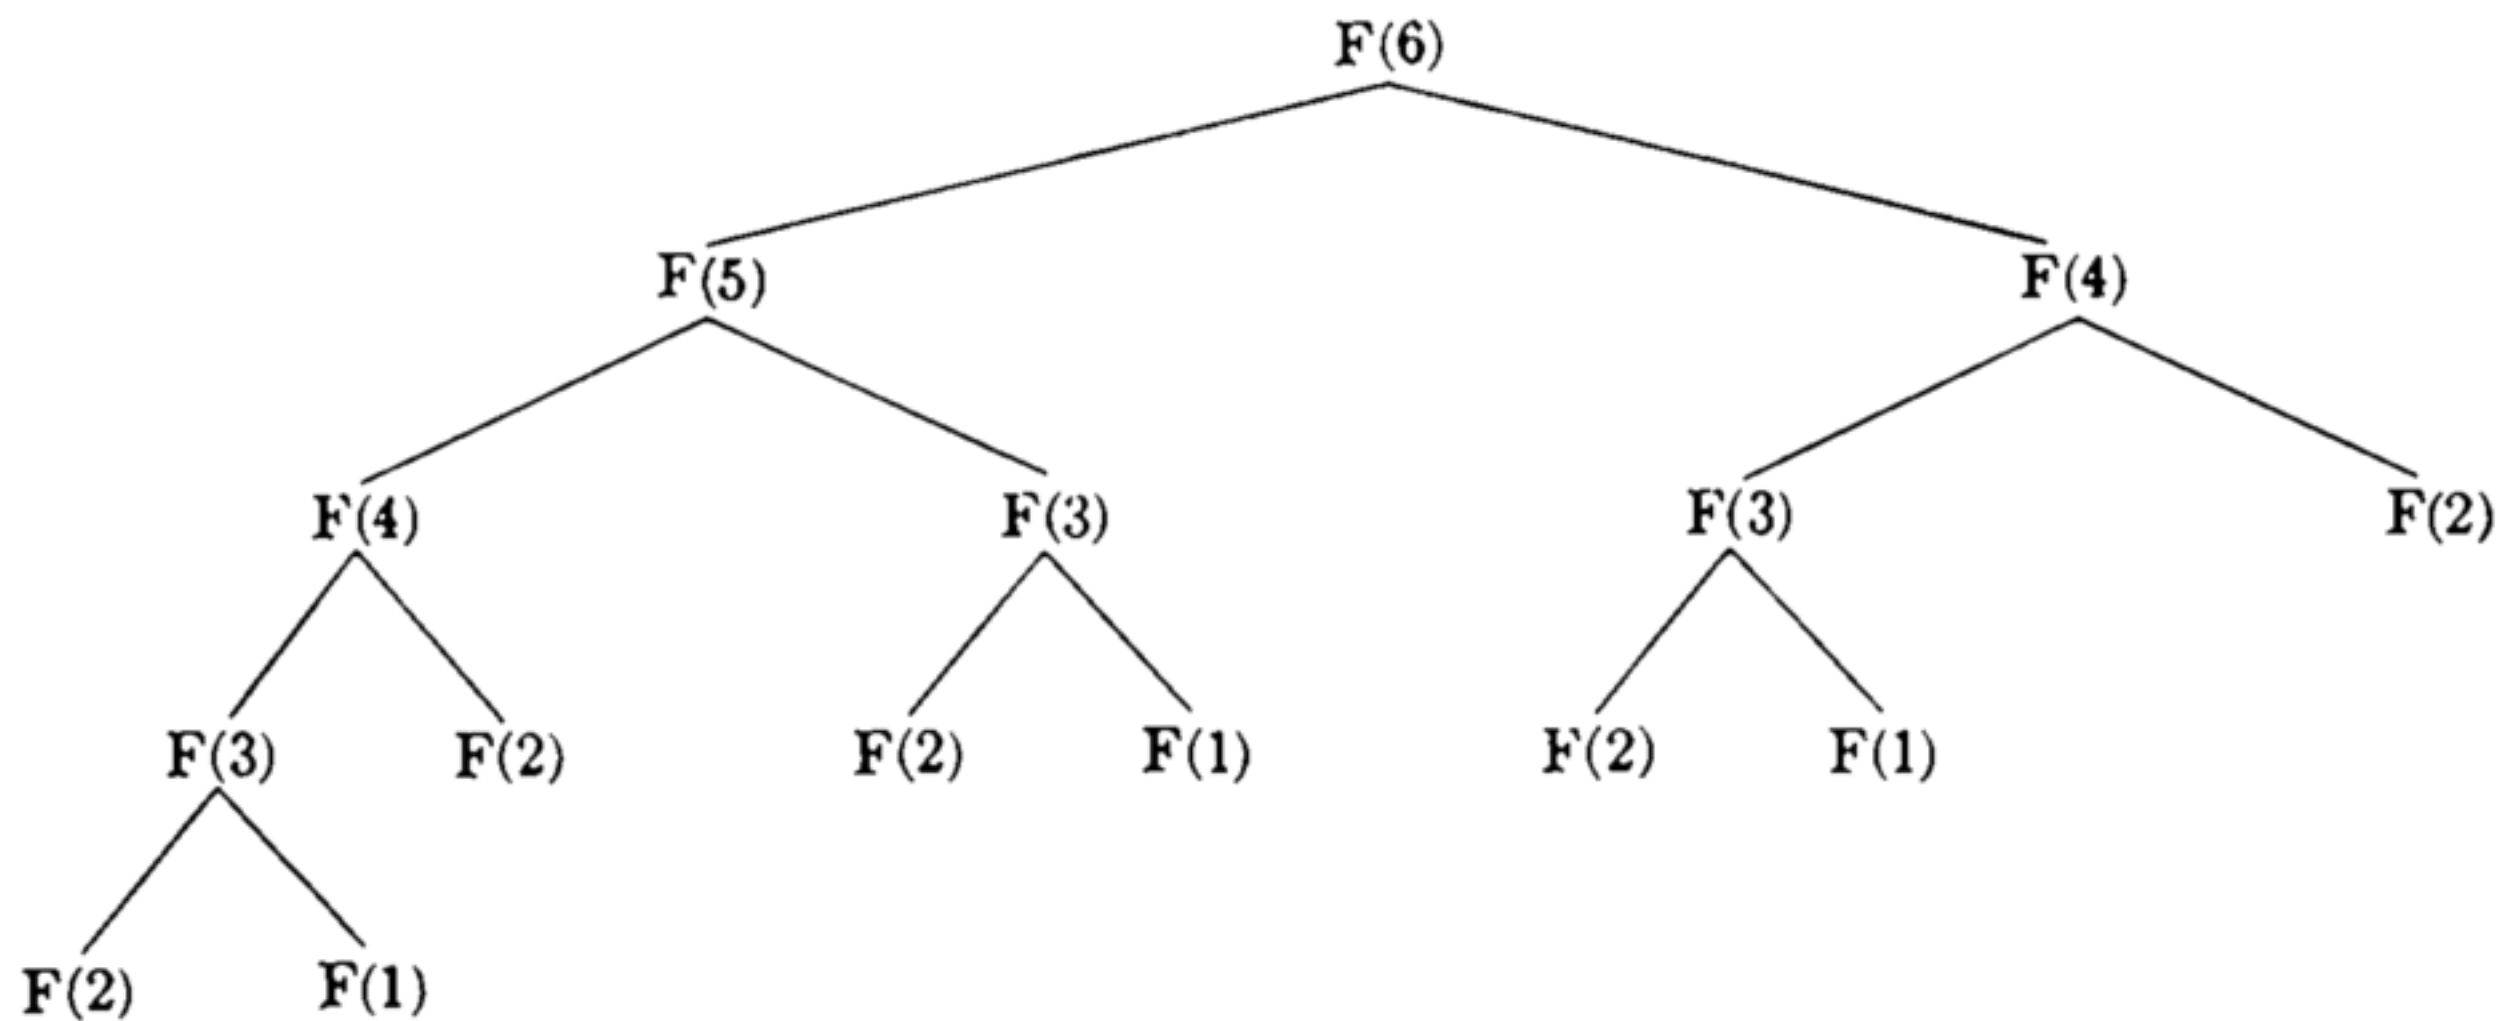 F(6)
F(5) F(4)
F(4) F(3) F(3) F(2)
F(3) F(2) F(2) F(1) F(2) F(1)
F(2) F(1)